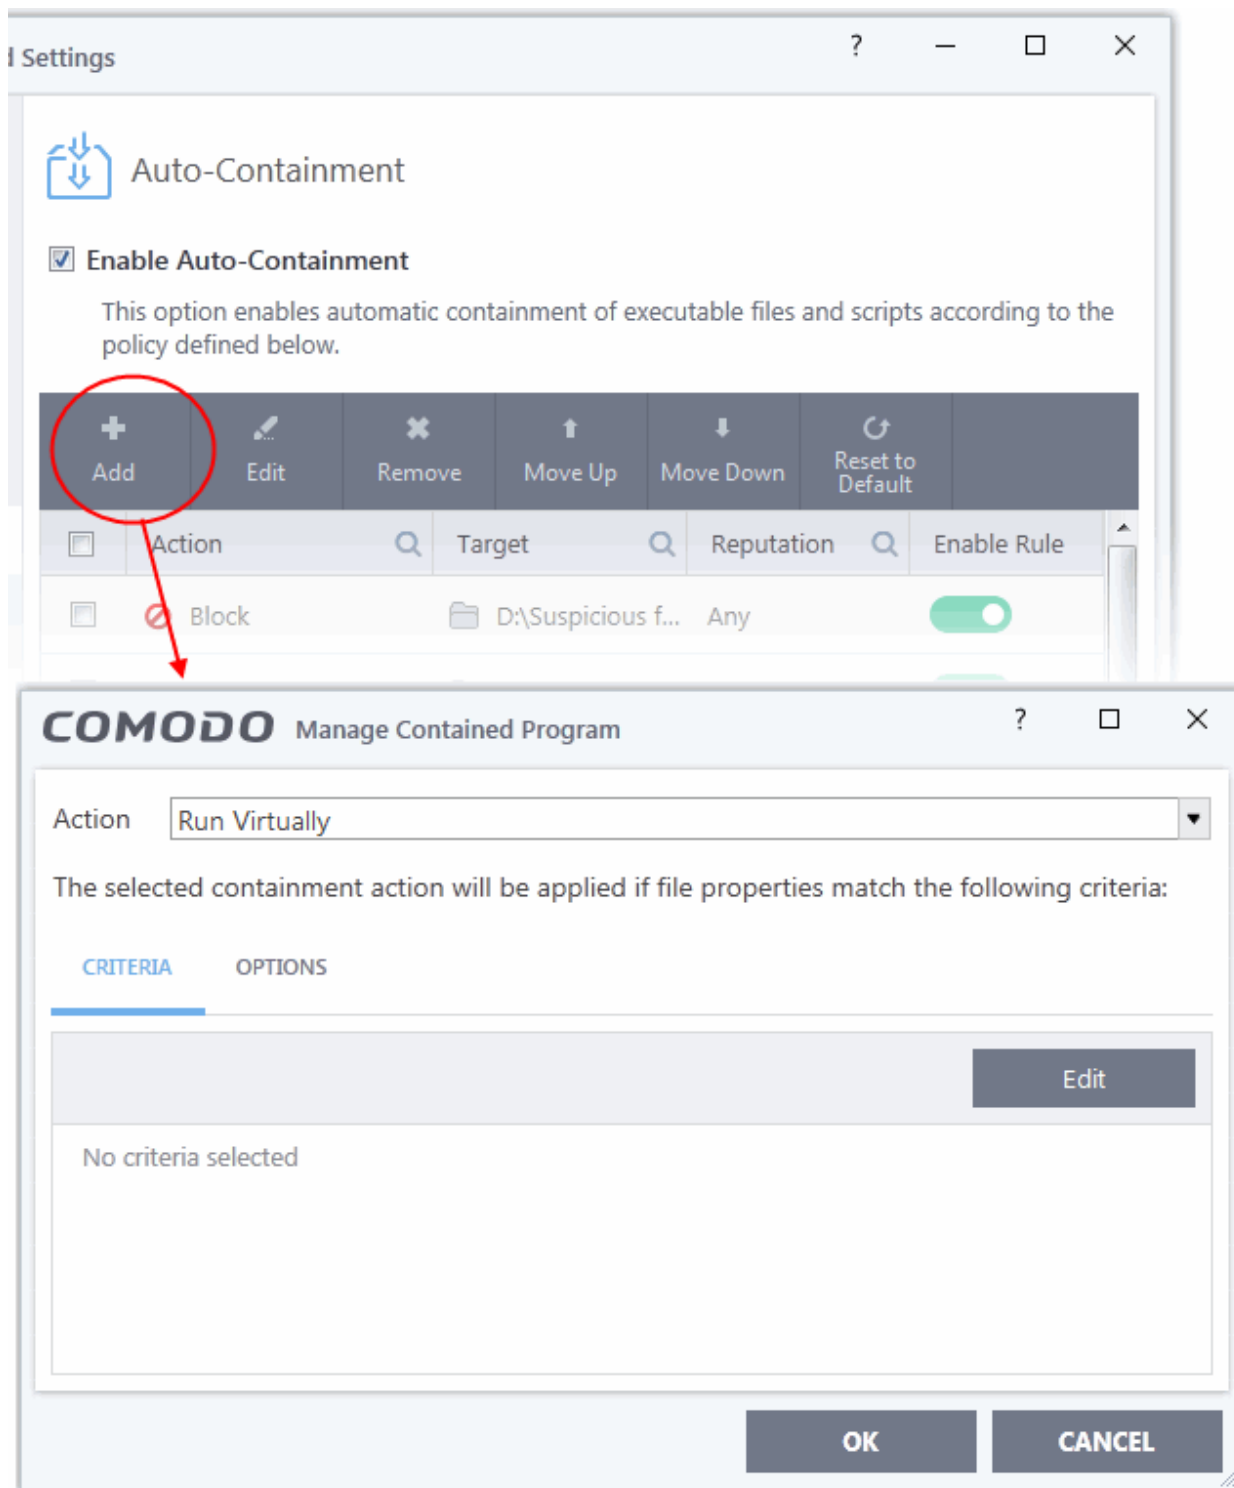 d Settings
?
Auto-Containment
Enable Auto-Containment
This option enables automatic containment of executable files and scripts according to the
policy defined below.
Add
Edit
Remove
Move Up
Move Down
Reset to
Default
Action
Target
Reputation
Enable Rule
Block
D:\Suspicious f...
Any
COMODO Manage Contained Program
?
Action
Run Virtually
The selected containment action will be applied if file properties match the following criteria:
CRITERIA
OPTIONS
Edit
No criteria selected
OK
CANCEL